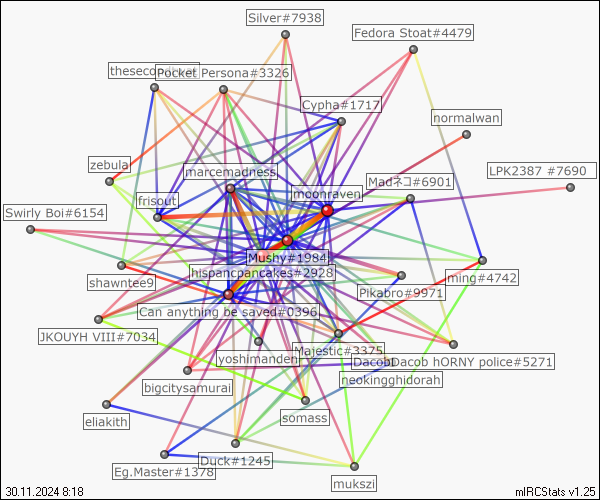 Silver#7938
Fedora Stoat#4479
Pocket Persona#3326
Cypha#1717
normalwan
zebula
marcemadness
LPK2387 #7690
moonraven
Madネコ#6901
frisout
Swirly Boi#6154
Mushy#1984
shawntee9
hispancpancakes#2928
ming#4742
Pikabro#9971
Can anything be saved#0396
JKOUYH VIII#7034
yoshimanden
Majestic#3375
Dacob hORNY police#5271
bigcitysamurai
neokingghidorah
eliakith
somass
Duck#1245
Eg.Master#1378
mukszi
30.11.2024 8:18
mIRCStats v1.25